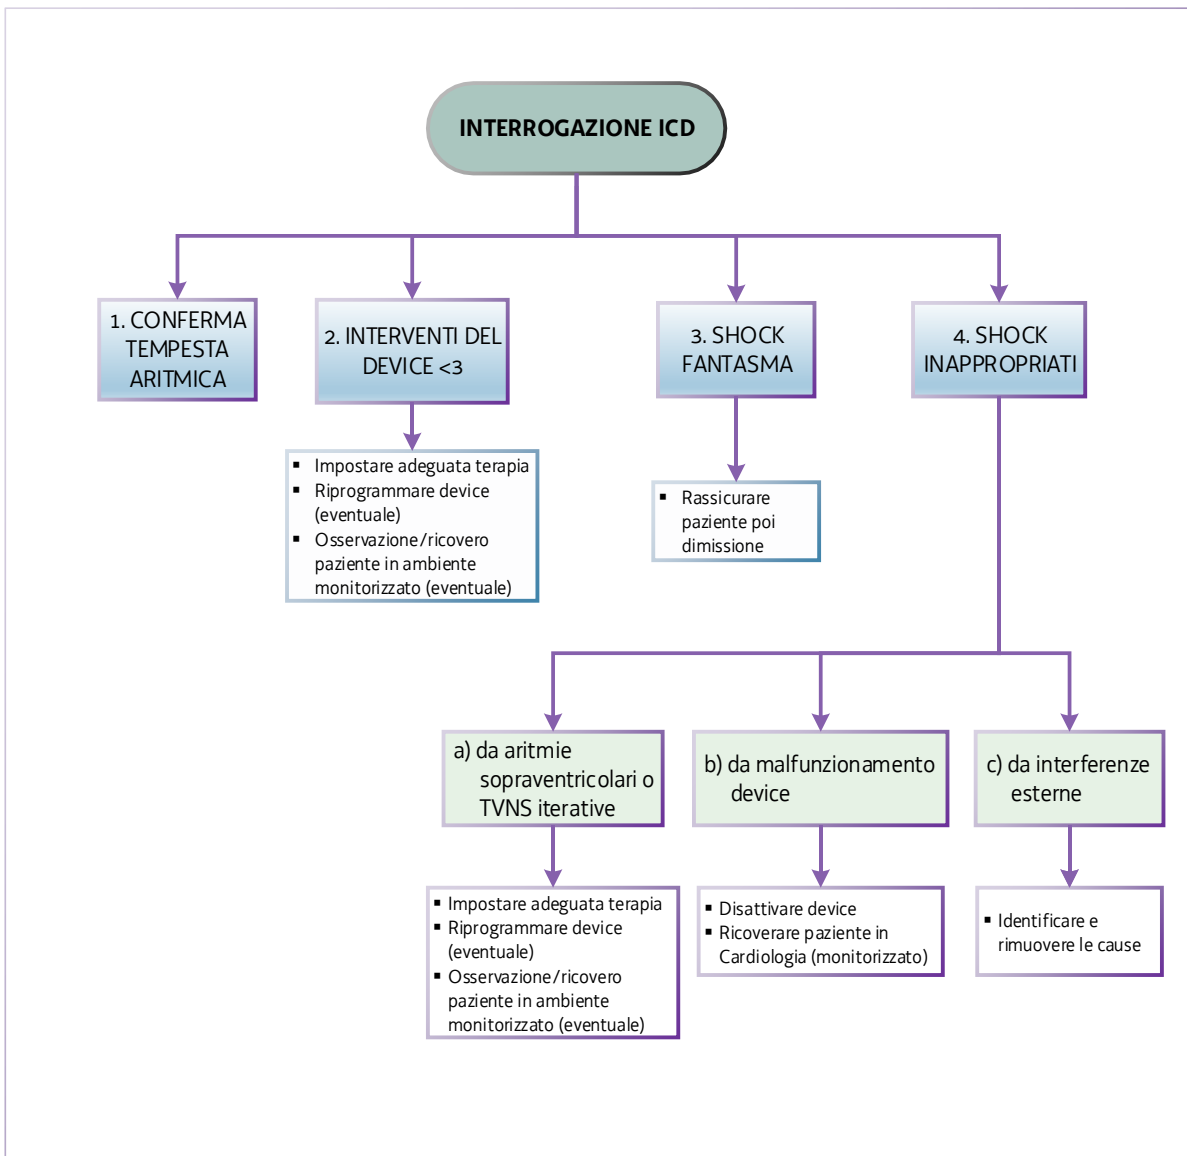 INTERROGAZIONE ICD
1. CONFERMA
TEMPESTA
ARITMICA
2. INTERVENTI DEL
DEVICE <3
3. SHOCK
FANTASMA
4. SHOCK
INAPPROPRIATI
▪ Impostare adeguata terapia
▪ Riprogrammare device
(eventuale)
▪ Osservazione/ricovero
paziente in ambiente
monitorizzato (eventuale)
▪ Rassicurare
paziente poi
dimissione
a) da aritmie
sopraventricolari o
TVNS iterative
b) da malfunzionamento
device
c) da interferenze
esterne
▪ Impostare adeguata terapia
▪ Riprogrammare device
(eventuale)
▪ Osservazione/ricovero
paziente in ambiente
monitorizzato (eventuale)
▪ Disattivare device
▪ Ricoverare paziente in
Cardiologia (monitorizzato)
▪ Identificare e
rimuovere le cause